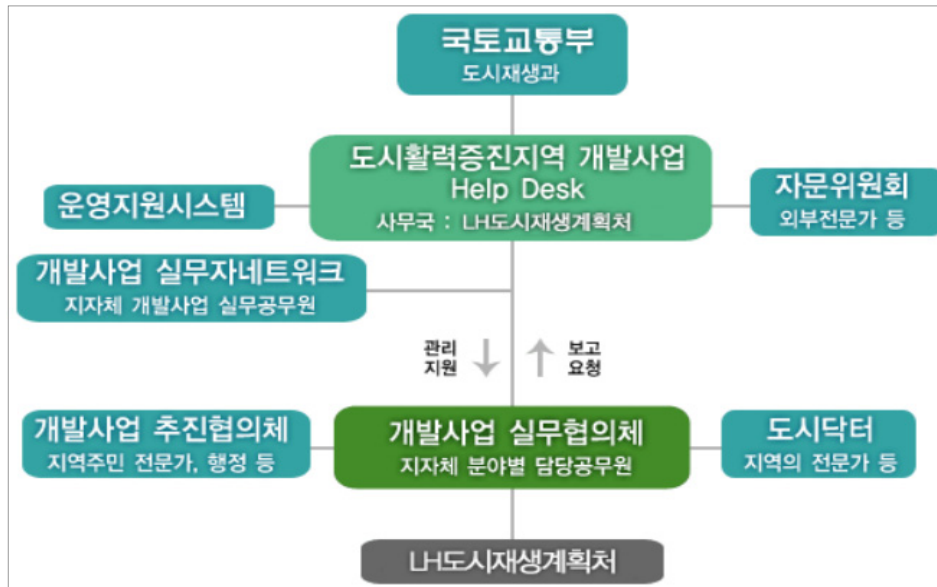 국토교통부
도시재생과
도시활력증진지역 개발사업
Help Desk
사무국 : LH도시재생계획처
운영지원시스템
자문위원회
외부전문가 등
개발사업 실무자네트워크
지자체 개발사업 실무공무원
관리
지원
보고
요청
개발사업 추진협의체
지역주민 전문가, 행정 등
개발사업 실무협의체
지자체 분야별 담당공무원
도시닥터
지역의 전문가 등
LH도시재생계획처